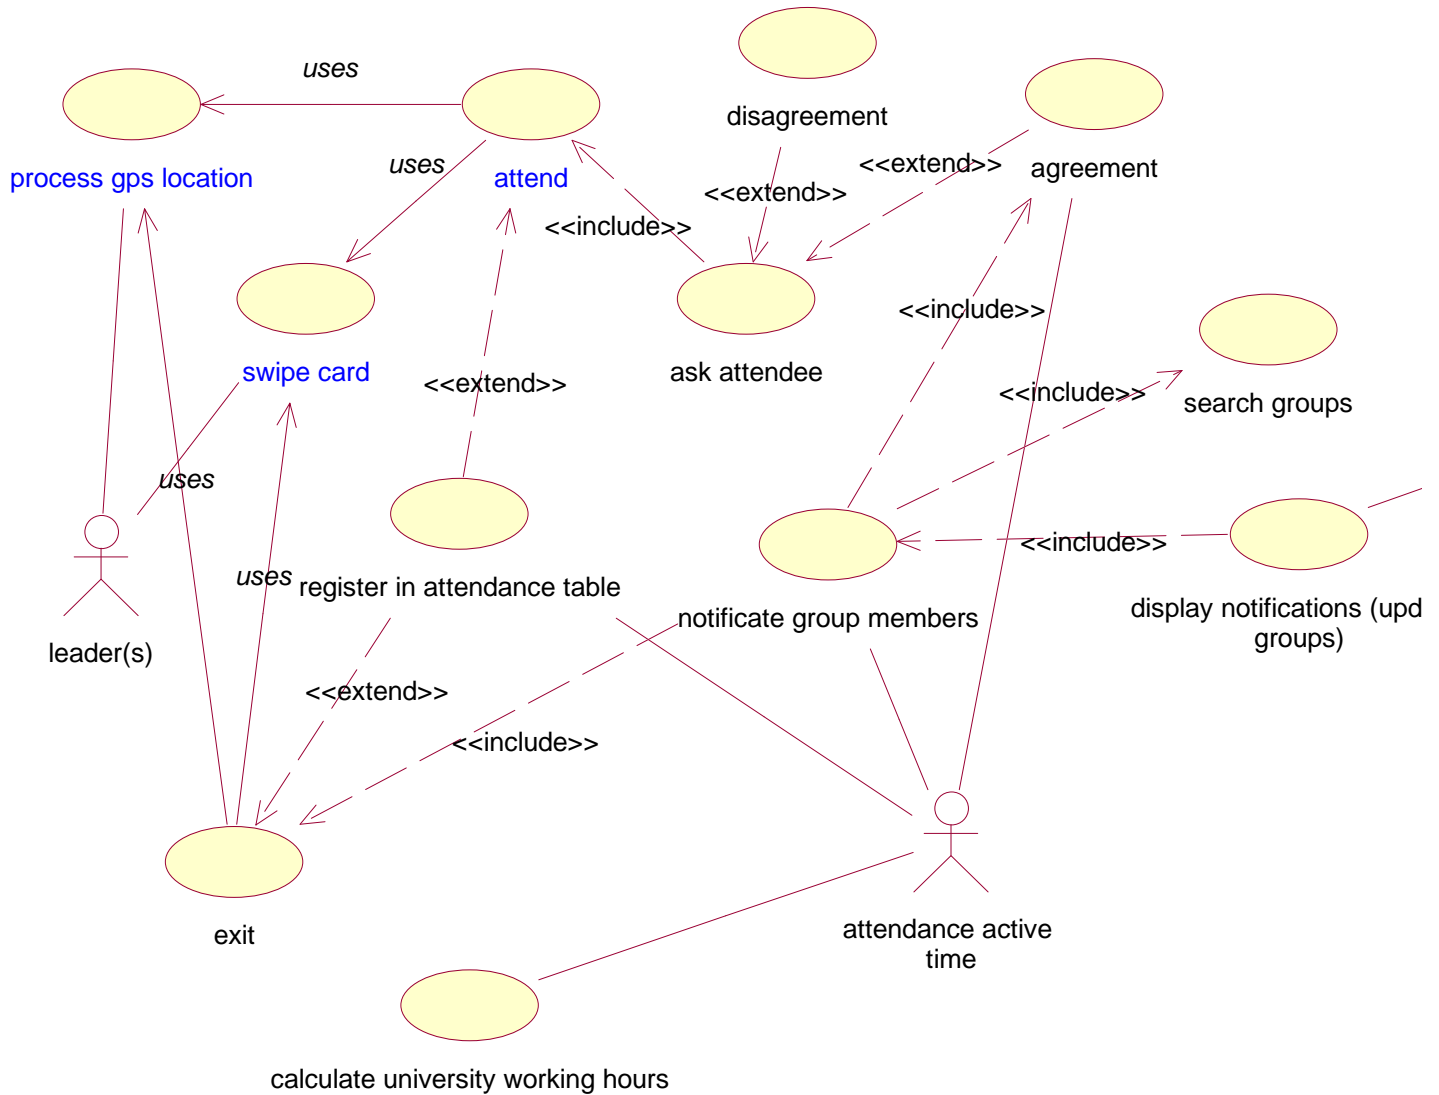 uses
disagreement
<<extend>>
agreement
process gps location
uses
attend
<<extend>>
<<include>>
<<include>>
swipe card
<<extend>>
ask attendee
<<include>>
search groups
uses
<<include>>
uses
register in attendance table
notificate group members
display notifications (upd
groups)
leader(s)
<<extend>>
<<include>>
exit
attendance active
time
calculate university working hours